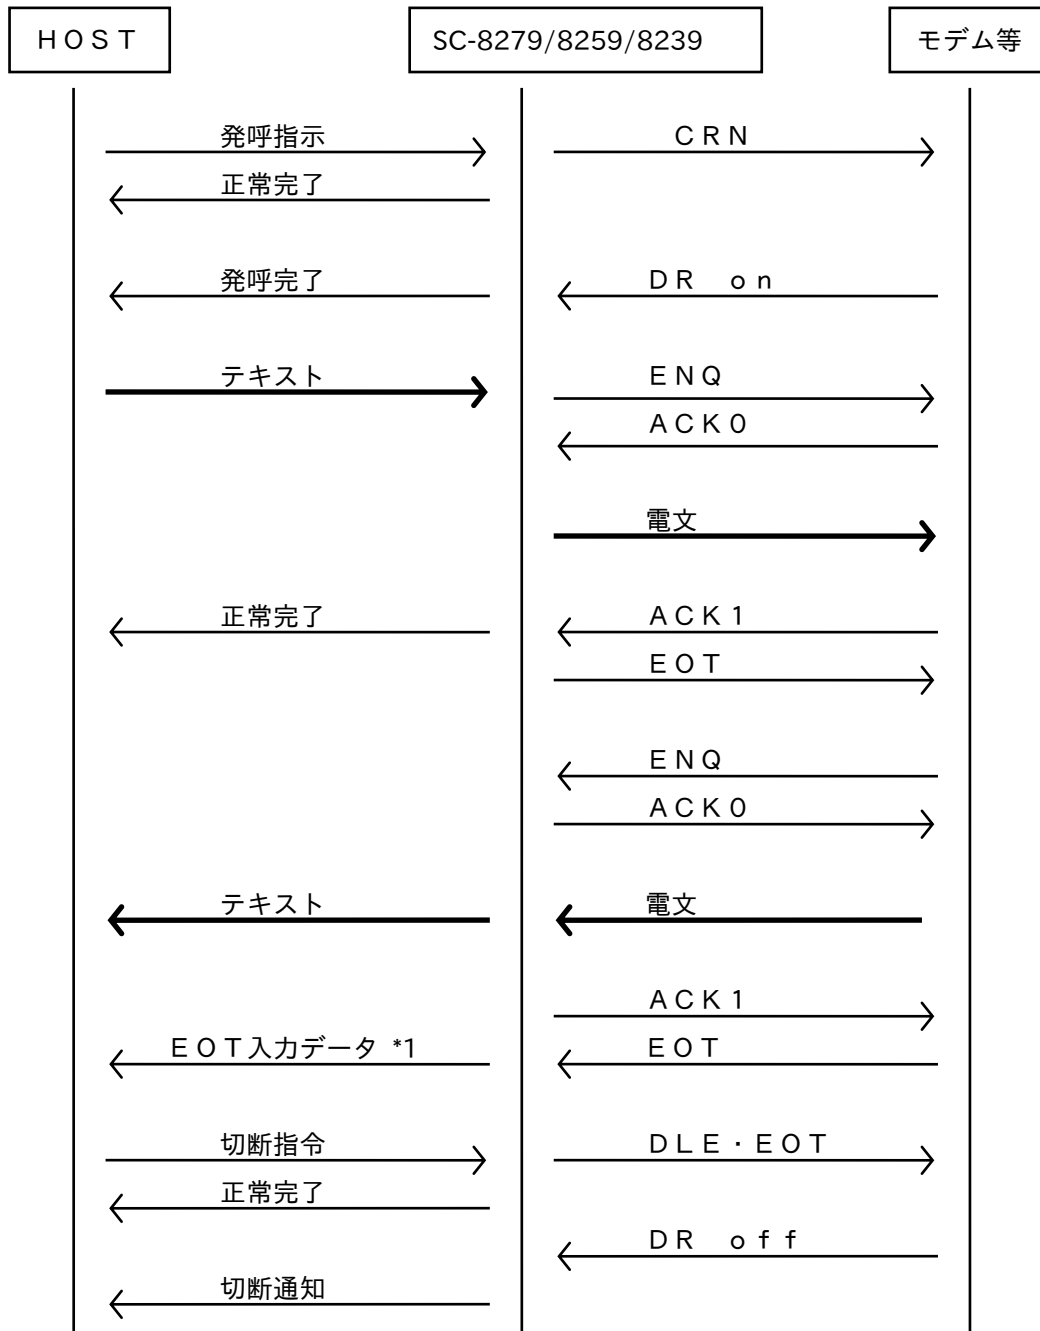 ＨＯＳＴ
SC-8279/8259/8239
モデム等
発呼指示
ＣＲＮ
正常完了
発呼完了
ＤＲ　ｏｎ
テキスト
ＥＮＱ
ＡＣＫ０
電文
正常完了
ＡＣＫ１
ＥＯＴ
ＥＮＱ
ＡＣＫ０
テキスト
電文
ＡＣＫ１
ＥＯＴ入力データ *1
ＥＯＴ
切断指令
ＤＬＥ・ＥＯＴ
正常完了
ＤＲ　ｏｆｆ
切断通知